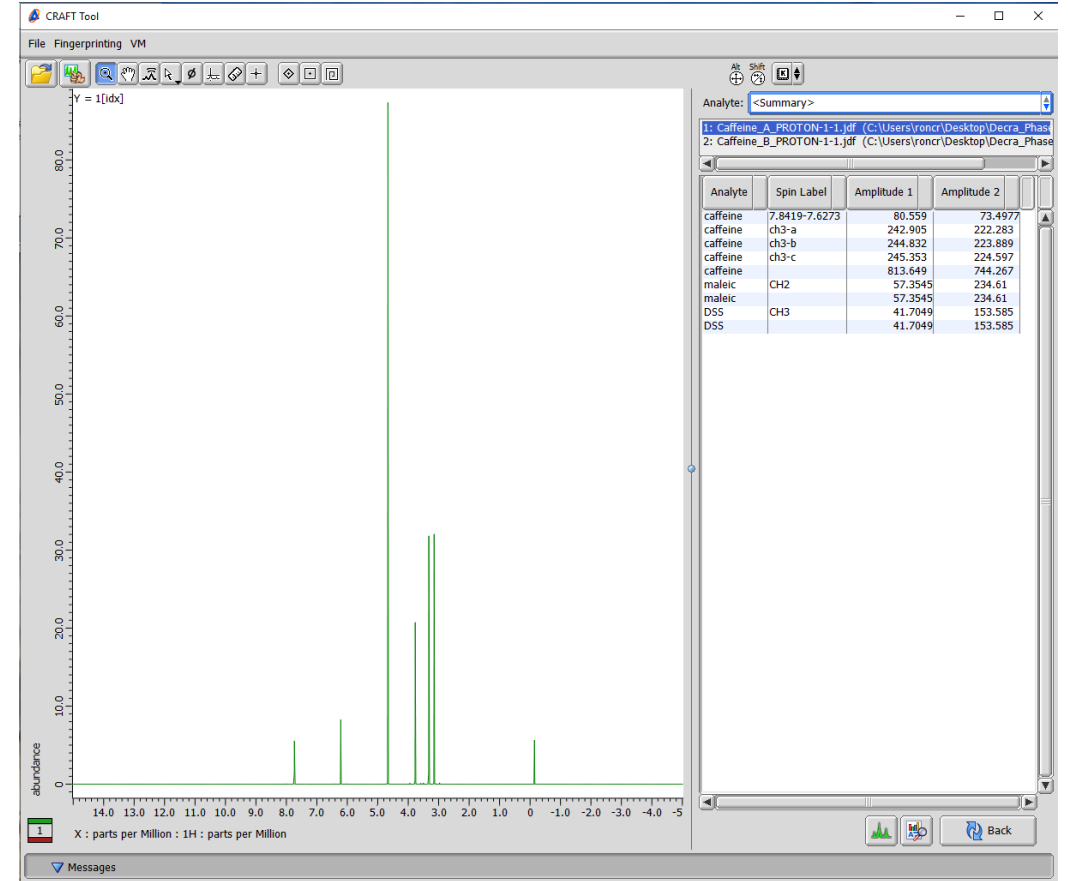 CRAFT Tool
File Fingerprinting VM
Alt Shift
Y = 1[idx]
80.0
70.0
60.0
50.0
40.0
30.0
20.0
10.0
0
abundance
14.0 13.0 12.0 11.0 10.0 9.0 8.0 7.0 6.0 5.0 4.0 3.0 2.0 1.0 0 -1.0 -2.0 -3.0 -4.0 -5
1
X : parts per Million : 1H : parts per Million
Analyte: <Summary>
1: Caffeine_A_PROTON-1-1.jdf (C:\Users\roncr\Desktop\Decra_Phase
2: Caffeine_B_PROTON-1-1.jdf (C:\Users\roncr\Desktop\Decra_Phase
Analyte Spin Label Amplitude 1 Amplitude 2
caffeine 7.8419-7.6273 80.559 73.4977
caffeine ch3-a 242.905 222.283
caffeine ch3-b 244.832 223.889
caffeine ch3-c 245.353 224.597
caffeine 813.649 744.267
maleic CH2 57.3545 234.61
maleic 57.3545 234.61
DSS CH3 41.7049 153.585
DSS 41.7049 153.585
Back
Messages